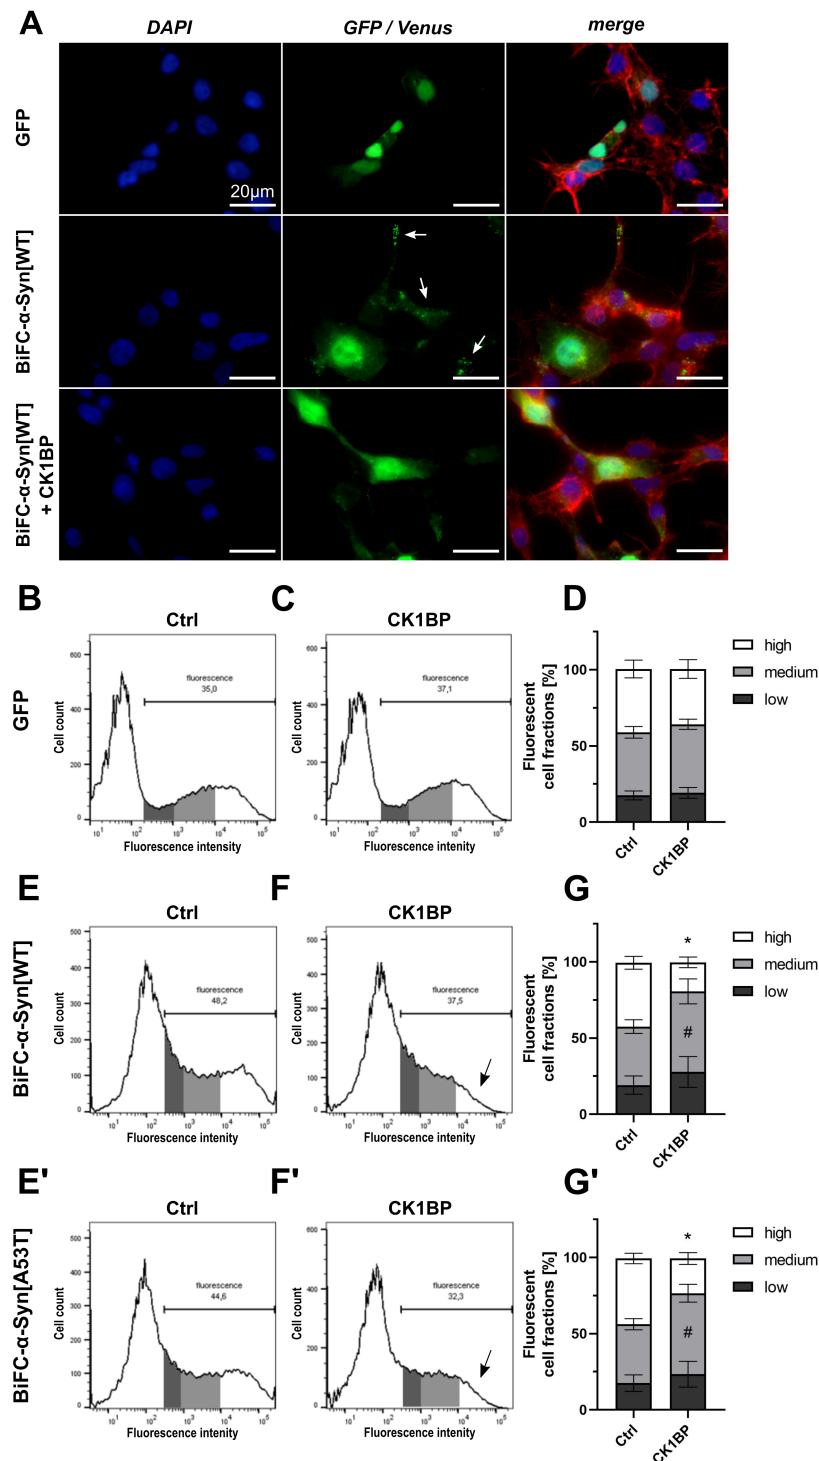 A
DAPI
GFP / Venus
merge
GFP
20µm
BiFC-α-Syn[WT]
BiFC-α-Syn[WT]
+ CK1BP
B
C
D
GFP
Ctrl
Cell count
600
400
200
0
fluorescence
35,0
10¹ 10² 10³ 10⁴ 10⁵
Fluorescence intensity
CK1BP
Cell count
600
400
200
0
fluorescence
37,1
10¹ 10² 10³ 10⁴ 10⁵
Fluorescence intensity
Fluorescent
cell fractions [%]
100
50
0
Ctrl
CK1BP
high
medium
low
E
F
G
BiFC-α-Syn[WT]
Ctrl
Cell count
500
400
300
200
100
0
fluorescence
48,2
10¹ 10² 10³ 10⁴ 10⁵
Fluorescence intenity
CK1BP
Cell count
500
400
300
200
100
0
fluorescence
37,5
10¹ 10² 10³ 10⁴ 10⁵
Fluorescence intenity
Fluorescent
cell fractions [%]
100
50
0
*
#
Ctrl
CK1BP
high
medium
low
E'
F'
G'
BiFC-α-Syn[A53T]
Ctrl
Cell count
500
400
300
200
100
0
fluorescence
44,6
10¹ 10² 10³ 10⁴ 10⁵
Fluorescence intensity
CK1BP
Cell count
600
400
200
0
fluorescence
32,3
10¹ 10² 10³ 10⁴ 10⁵
Fluorescence intensity
Fluorescent
cell fractions [%]
100
50
0
*
#
Ctrl
CK1BP
high
medium
low